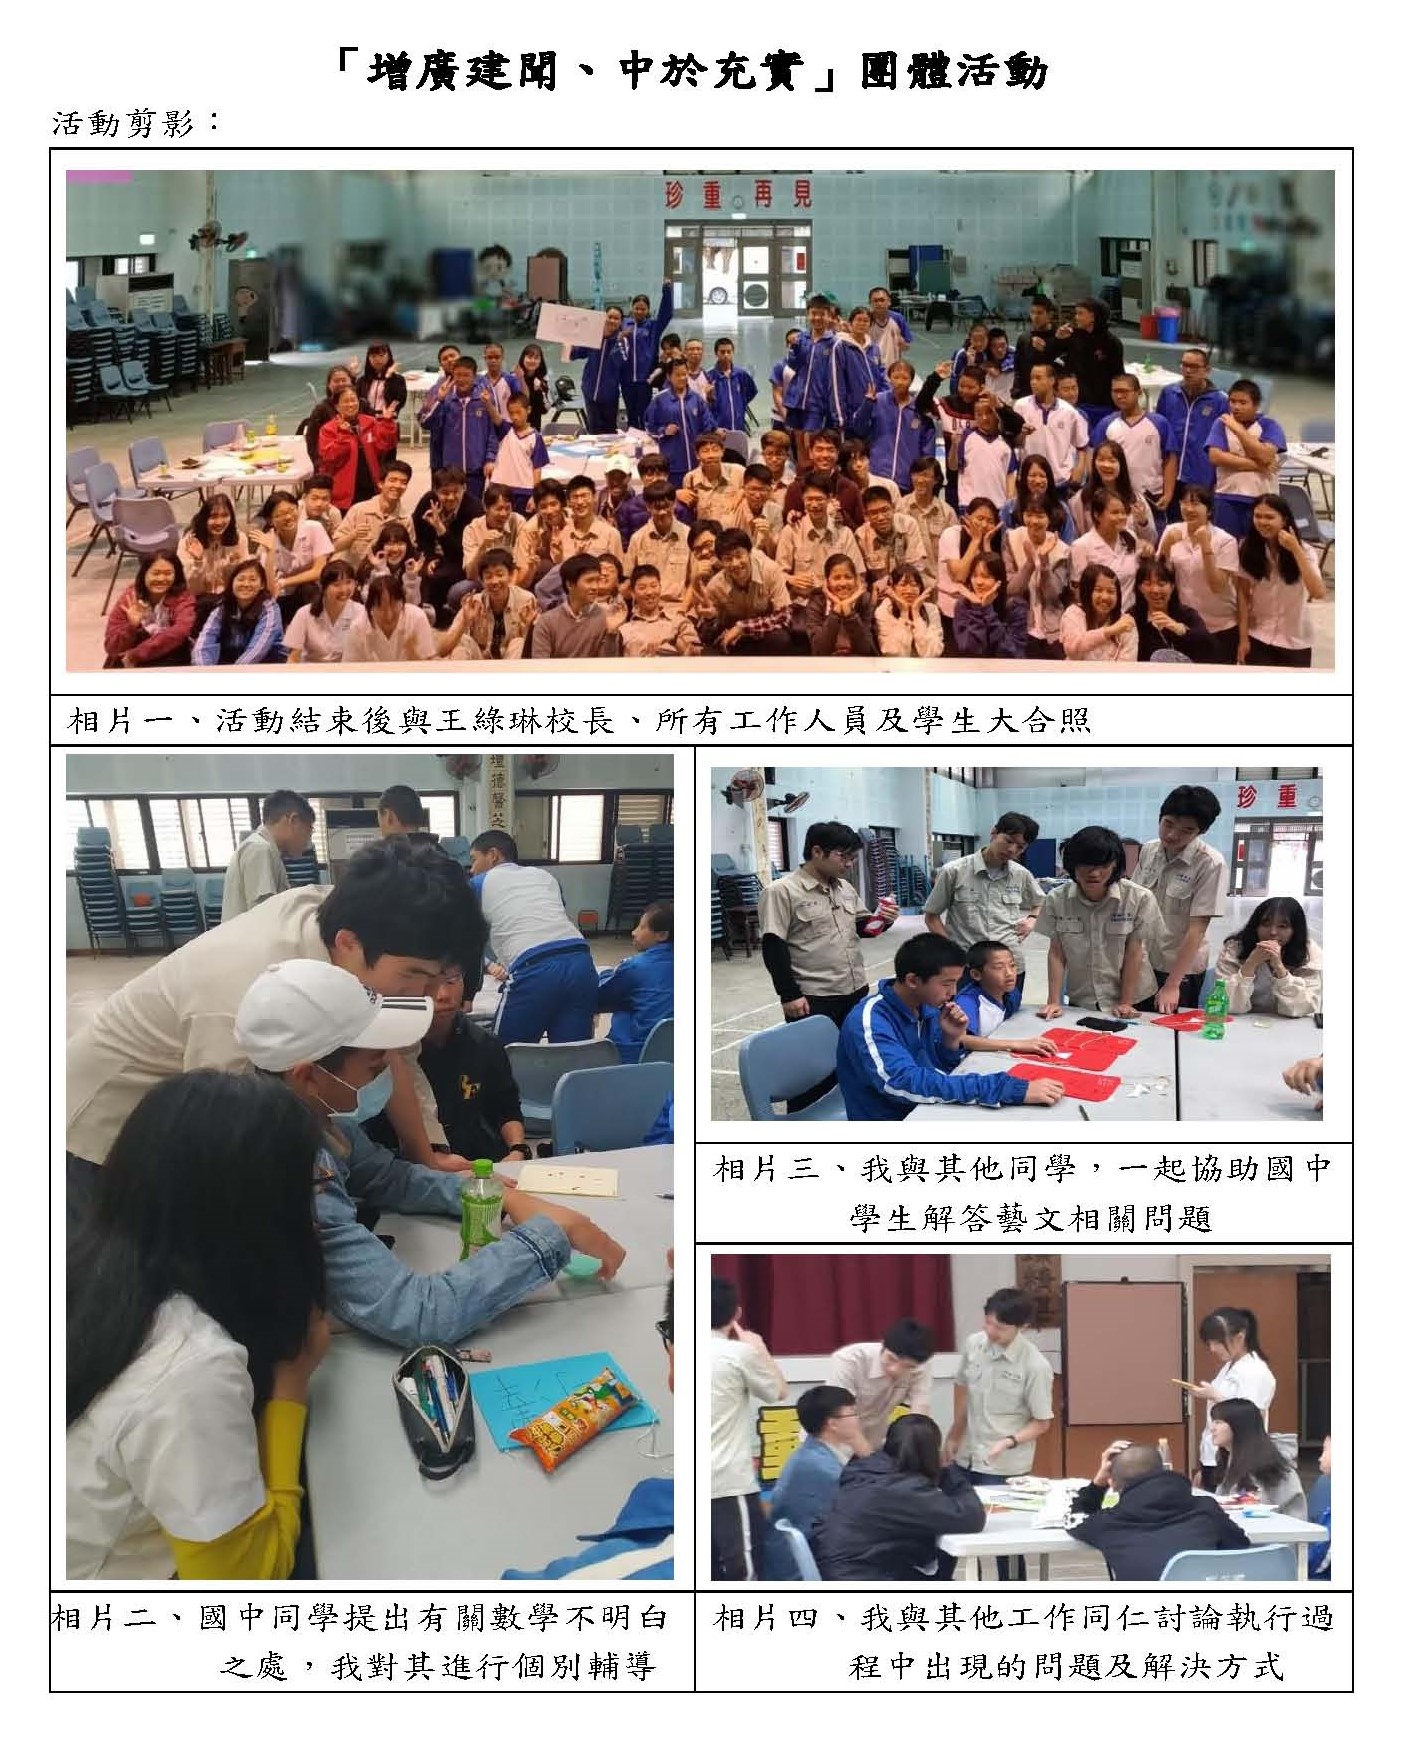 「增廣建聞、中於充實」團體活動
活動剪影：
珍重再見
相片一、活動結束後與王綠琳校長、所有工作人員及學生大合照
壇德馨芝
珍重
相片三、我與其他同學，一起協助國中
學生解答藝文相關問題
相片二、國中同學提出有關數學不明白
之處，我對其進行個別輔導
相片四、我與其他工作同仁討論執行過
程中出現的問題及解決方式